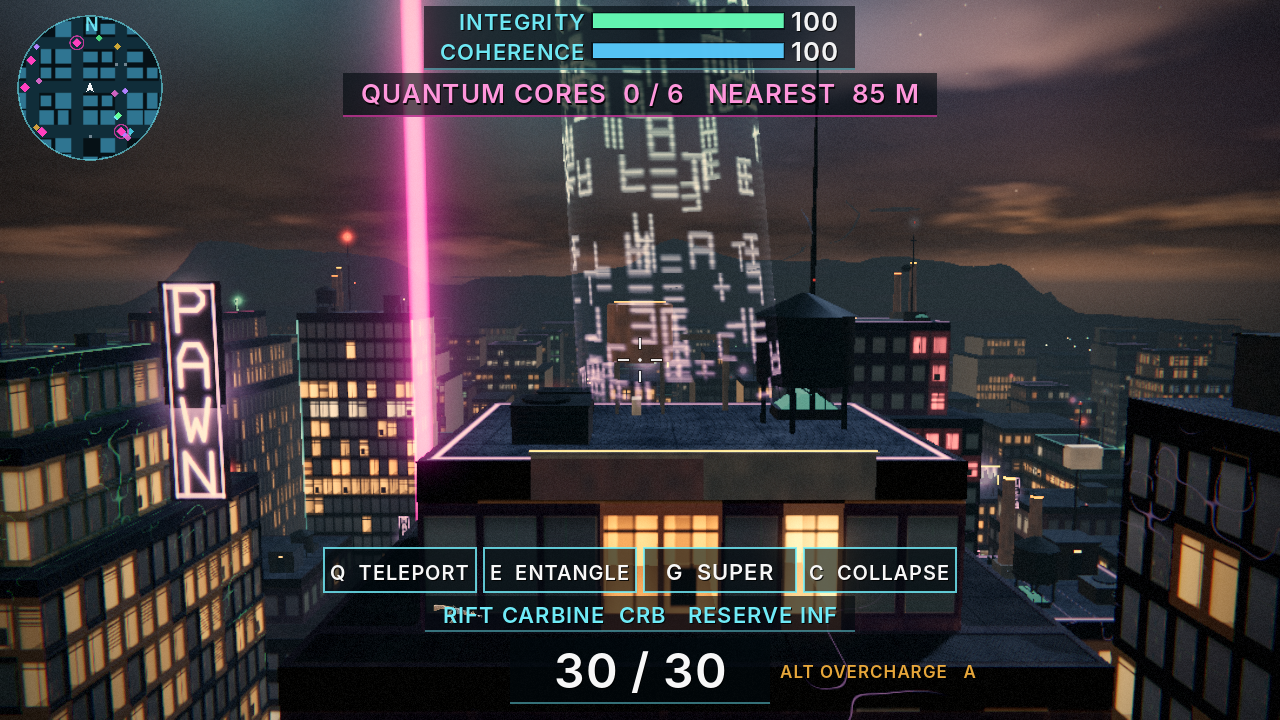 N
INTEGRITY 100
COHERENCE 100
QUANTUM CORES 0 / 6 NEAREST 85 M
PAWN
Q TELEPORT
E ENTANGLE
G SUPER
C COLLAPSE
RIFT CARBINE CRB RESERVE INF
30 / 30
ALT OVERCHARGE A